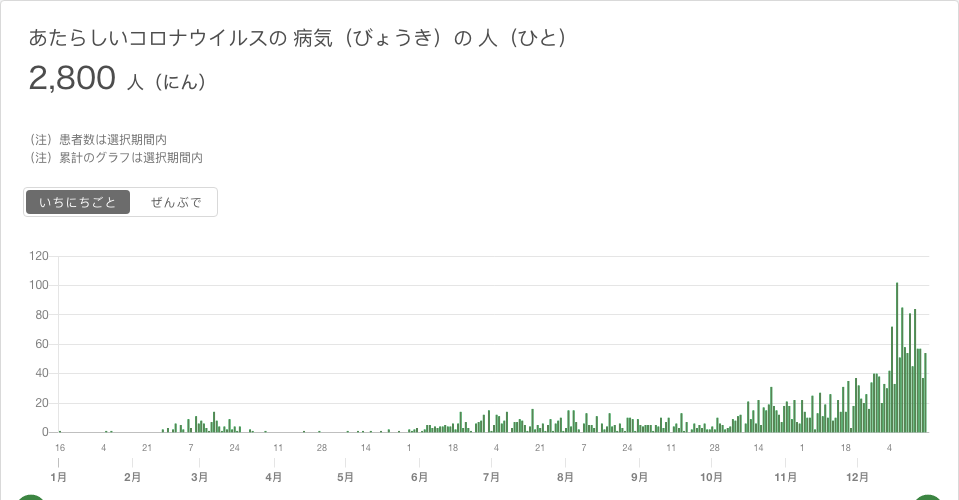 あたらしいコロナウイルスの 病気（びょうき）の 人（ひと）
2,800 人（にん）
（注）患者数は選択期間内
（注）累計のグラフは選択期間内
いちにちごと ぜんぶで
120
100
80
60
40
20
0
16 4 21 7 24 11 28 14 1 18 4 21 7 24 11 28 14 1 18 4
1月 2月 3月 4月 5月 6月 7月 8月 9月 10月 11月 12月